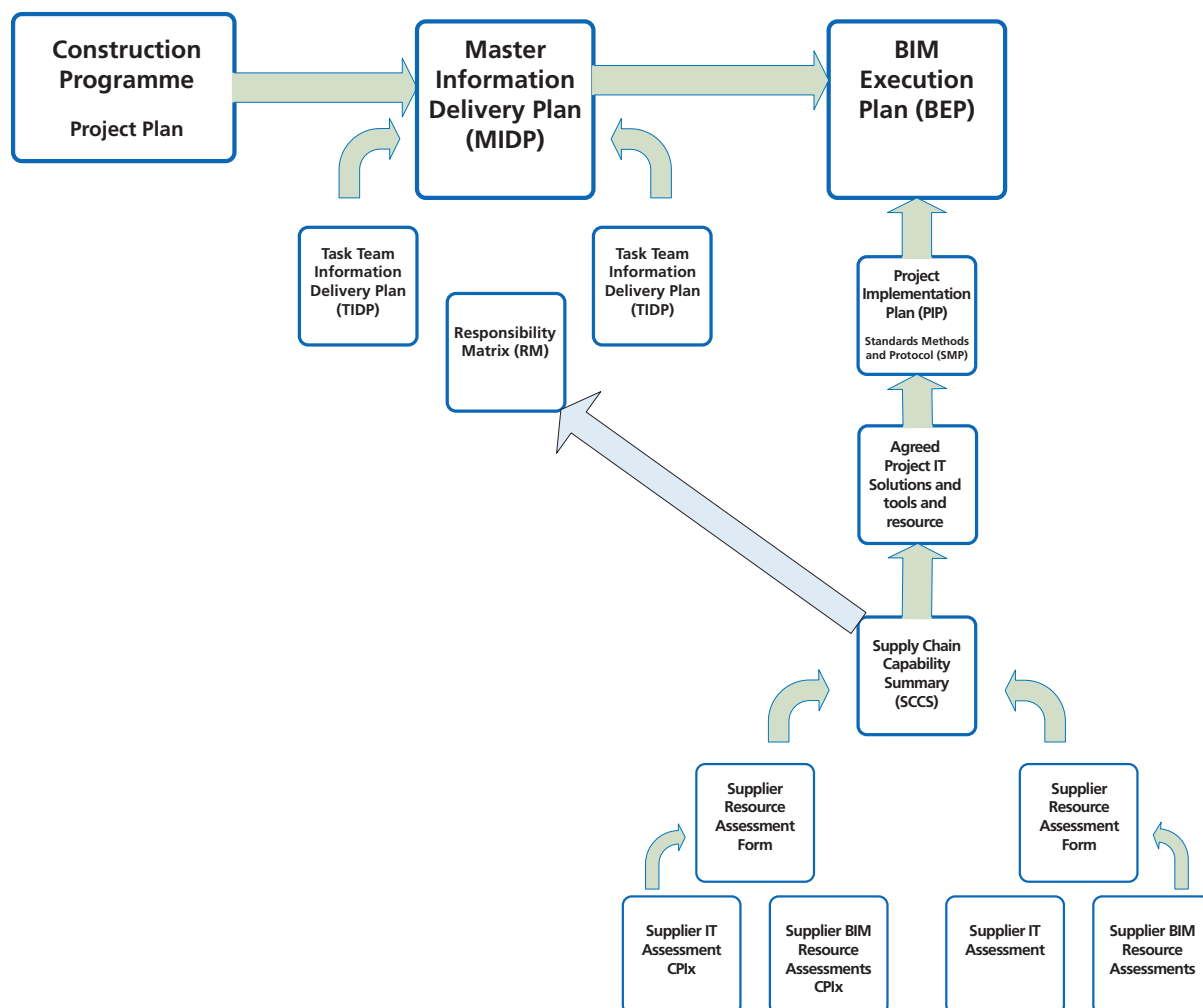 Construction
Programme
Project Plan
Master
Information
Delivery Plan
(MIDP)
BIM
Execution
Plan (BEP)
Task Team
Information
Delivery Plan
(TIDP)
Task Team
Information
Delivery Plan
(TIDP)
Responsibility
Matrix (RM)
Project
Implementation
Plan (PIP)
Standards Methods
and Protocol (SMP)
Agreed
Project IT
Solutions and
tools and
resource
Supply Chain
Capability
Summary
(SCCS)
Supplier
Resource
Assessment
Form
Supplier
Resource
Assessment
Form
Supplier IT
Assessment
CPIx
Supplier BIM
Resource
Assessments
CPIx
Supplier IT
Assessment
Supplier BIM
Resource
Assessments